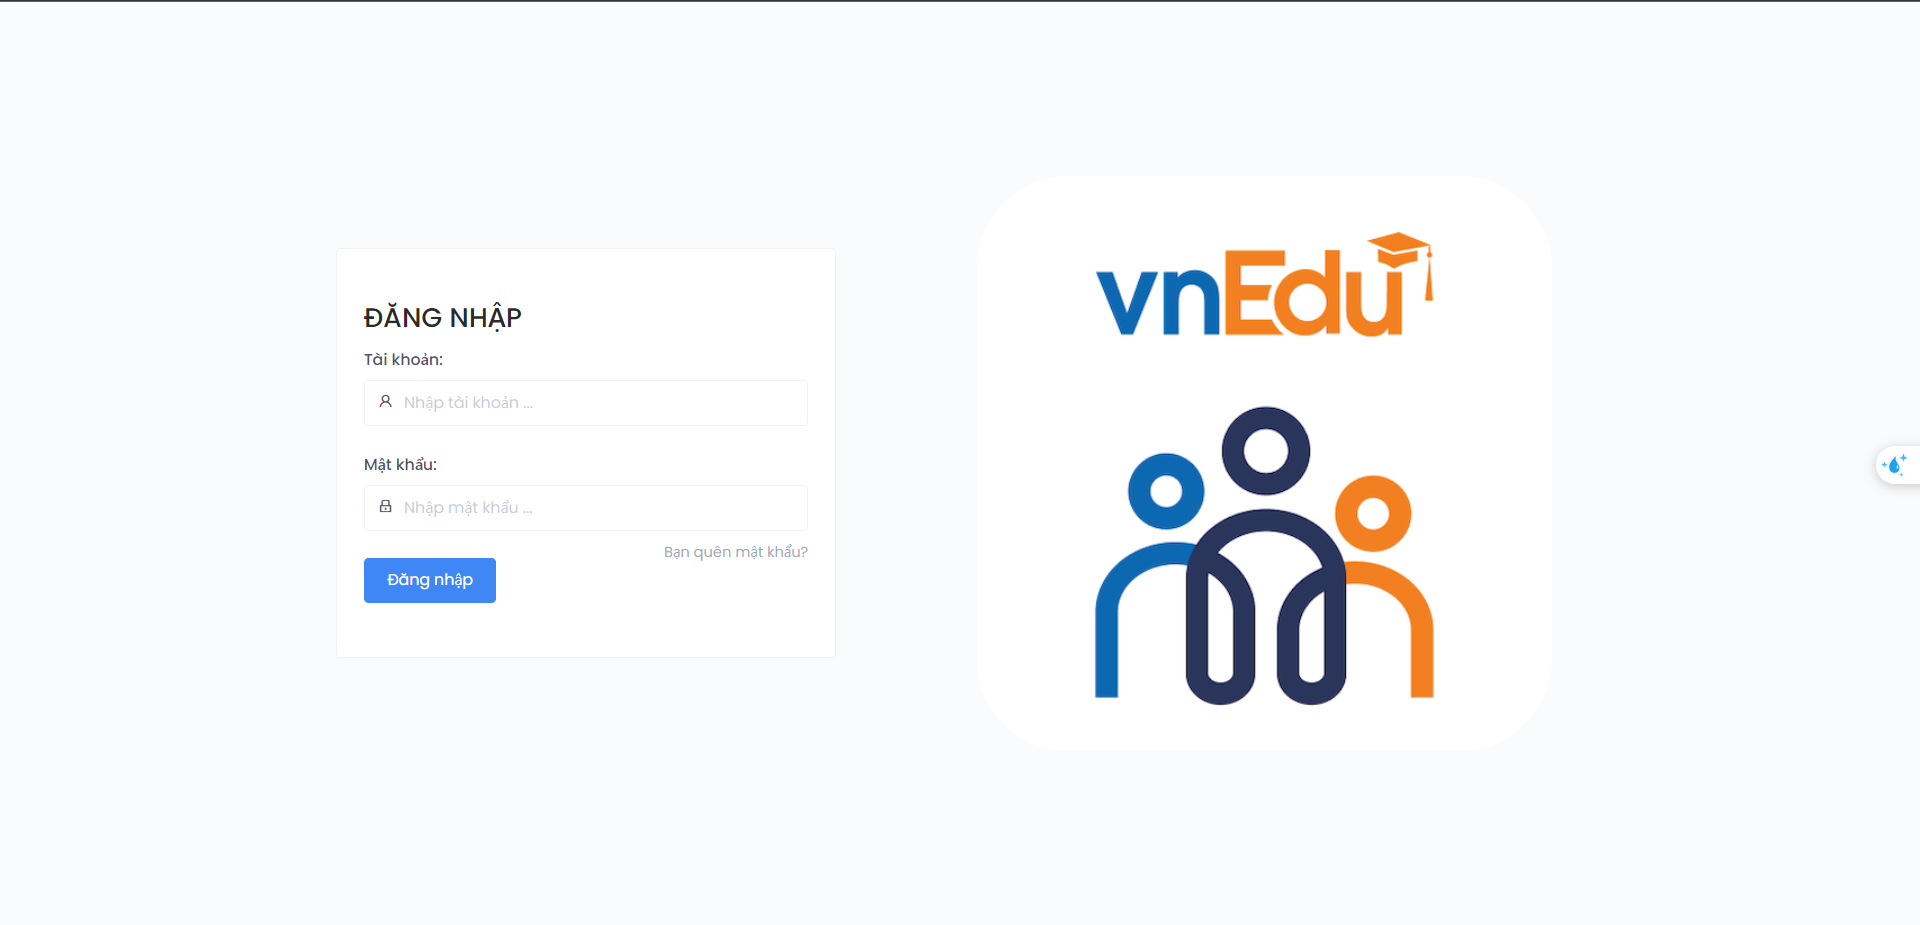 ĐĂNG NHẬP
Tài khoản:
Nhập tài khoản ...
Mật khẩu:
Nhập mật khẩu ...
Bạn quên mật khẩu?
Đăng nhập
vnEdu